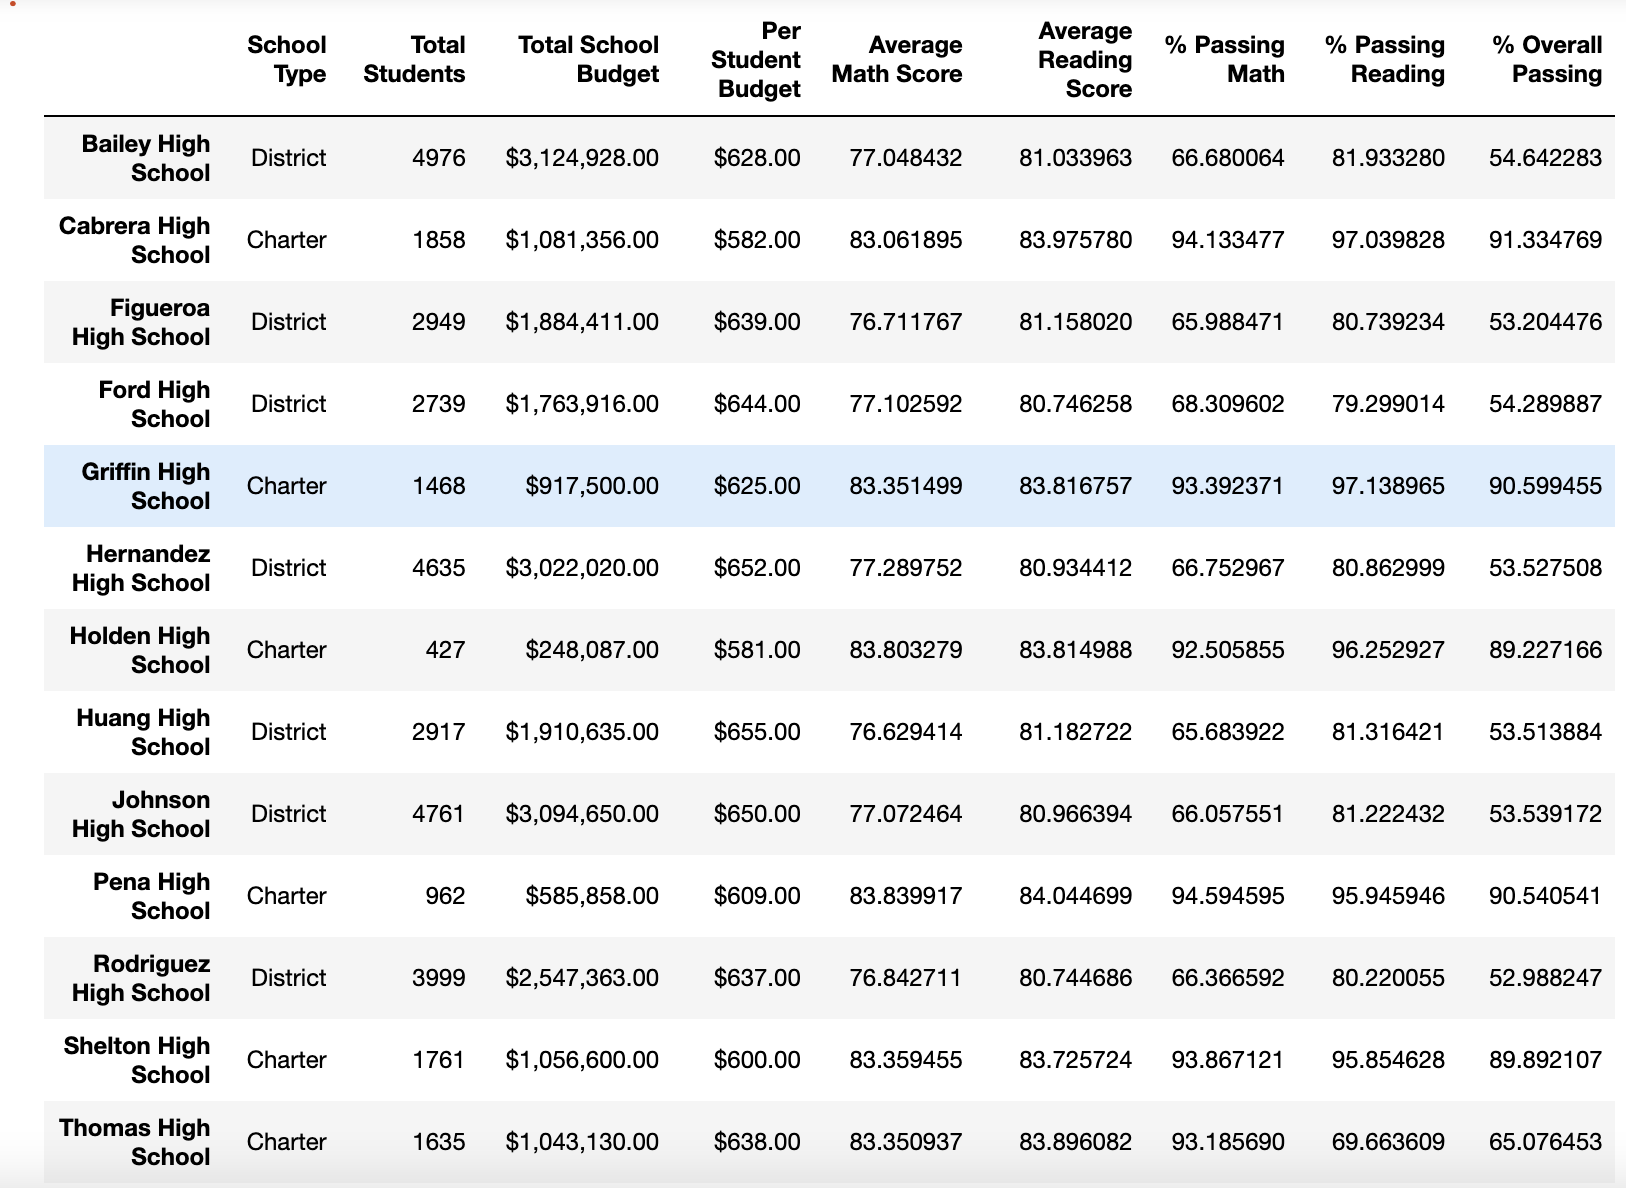 School Type Total Students Total School Budget Per Student Budget Average Math Score Average Reading Score % Passing Math % Passing Reading % Overall Passing
Bailey High School District 4976 $3,124,928.00 $628.00 77.048432 81.033963 66.680064 81.933280 54.642283
Cabrera High School Charter 1858 $1,081,356.00 $582.00 83.061895 83.975780 94.133477 97.039828 91.334769
Figueroa High School District 2949 $1,884,411.00 $639.00 76.711767 81.158020 65.988471 80.739234 53.204476
Ford High School District 2739 $1,763,916.00 $644.00 77.102592 80.746258 68.309602 79.299014 54.289887
Griffin High School Charter 1468 $917,500.00 $625.00 83.351499 83.816757 93.392371 97.138965 90.599455
Hernandez High School District 4635 $3,022,020.00 $652.00 77.289752 80.934412 66.752967 80.862999 53.527508
Holden High School Charter 427 $248,087.00 $581.00 83.803279 83.814988 92.505855 96.252927 89.227166
Huang High School District 2917 $1,910,635.00 $655.00 76.629414 81.182722 65.683922 81.316421 53.513884
Johnson High School District 4761 $3,094,650.00 $650.00 77.072464 80.966394 66.057551 81.222432 53.539172
Pena High School Charter 962 $585,858.00 $609.00 83.839917 84.044699 94.594595 95.945946 90.540541
Rodriguez High School District 3999 $2,547,363.00 $637.00 76.842711 80.744686 66.366592 80.220055 52.988247
Shelton High School Charter 1761 $1,056,600.00 $600.00 83.359455 83.725724 93.867121 95.854628 89.892107
Thomas High School Charter 1635 $1,043,130.00 $638.00 83.350937 83.896082 93.185690 69.663609 65.076453